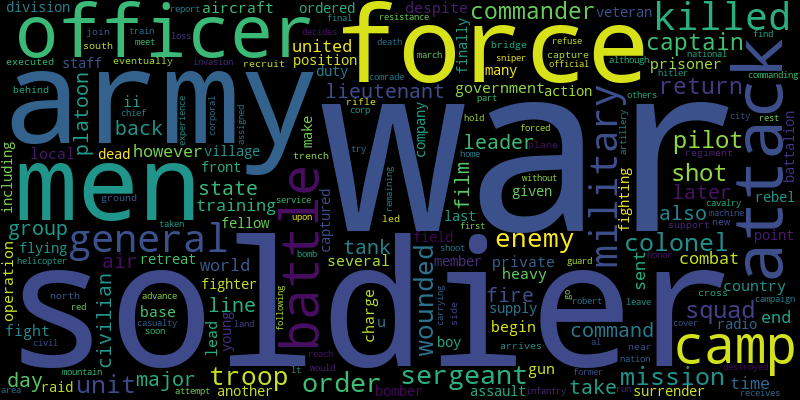 division
aircraft
despite
commander
veteran
killed
officer
force
report
ordered
join
train
final
resistance
find
south
meet
loss
decides
death
bridge
refuse
captain
executed
eventually
invasion
recruit
united
finally
march
sniper
capture
official
although
national
staff
position
many
comrade
hitler
prisoner
commanding
behind
army
duty
government
action
others
return
attack
platoon
ii
chief
experience
corporal
assigned
lieutenant
rifle
part
military
artillery
city
rest
back
make
corp
company
hold
forced
plane
pilot
regiment
battalion
including
local
dead
however
village
trench
try
war
leader
home
without
shot
cavalry
rebel
men
ground
front
state
training
service
remaining
film
given
fighting
later
machine
new
group
taken
fellow
upon
captured
led
last
first
also
support
point
flying
general
battle
field
enemy
colonel
honor
helicopter
air
retreat
world
bomb
tank
several
wounded
member
shoot
private
guard
sent
combat
country
operation
north
red
advance
civilian
fighter
following
charge
carrying
heavy
go
robert
leave
cross
campaign
soldier
base
casualty
soon
line
land
u
side
fire
supply
squad
cover
radio
end
fight
civil
lead
young
boy
begin
arrives
command
al
near
nation
camp
mountain
lt
reach
would
sergeant
gun
former
mission
destroyed
day
raid
unit
major
troop
another
attempt
order
bomber
assault
infantry
take
run
surrender
time
receives
area